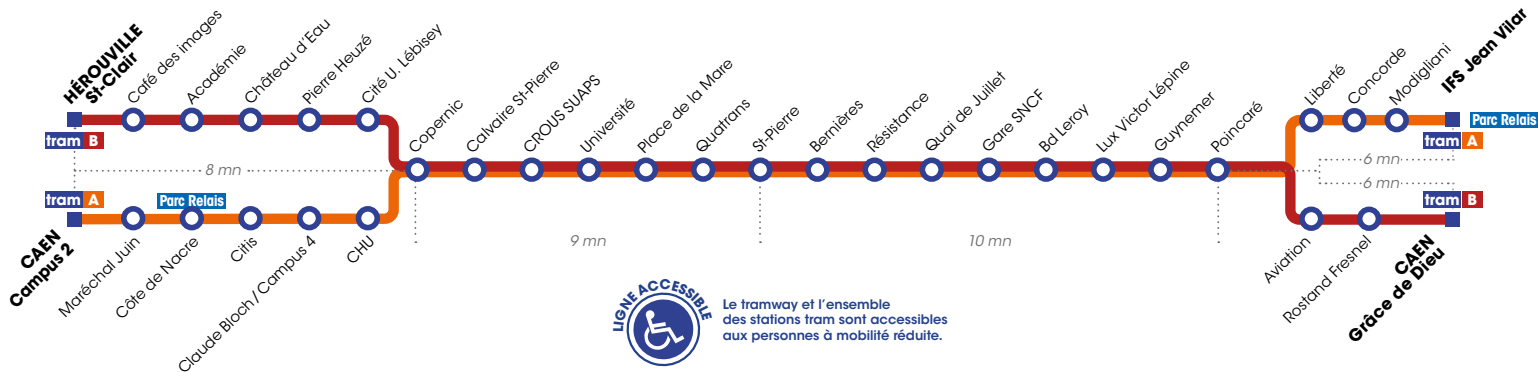 HÉROUVILLE
St-Clair
Café des images
Académie
Château d'Eau
Pierre Heuzé
Cité U. Lébisey
Copernic
Calvaire St-Pierre
CROUS SUAPS
Université
Place de la Mare
Quatrans
St-Pierre
Bernières
Résistance
Quai de Juillet
Gare SNCF
Bd Leroy
Lux Victor Lépine
Guynemer
Poincaré
Liberté
Concorde
Modigliani
IFS Jean Vilar
Parc Relais
tram B
tram A
8 mn
6 mn
6 mn
tram A
Parc Relais
tram B
CAEN
Campus 2
Maréchal Juin
Côte de Nacre
Citis
Claude Bloch / Campus 4
CHU
9 mn
10 mn
Aviation
Rostand Fresnel
CAEN
Grâce de Dieu
LIGNE ACCESSIBLE
Le tramway et l'ensemble
des stations tram sont accessibles
aux personnes à mobilité réduite.